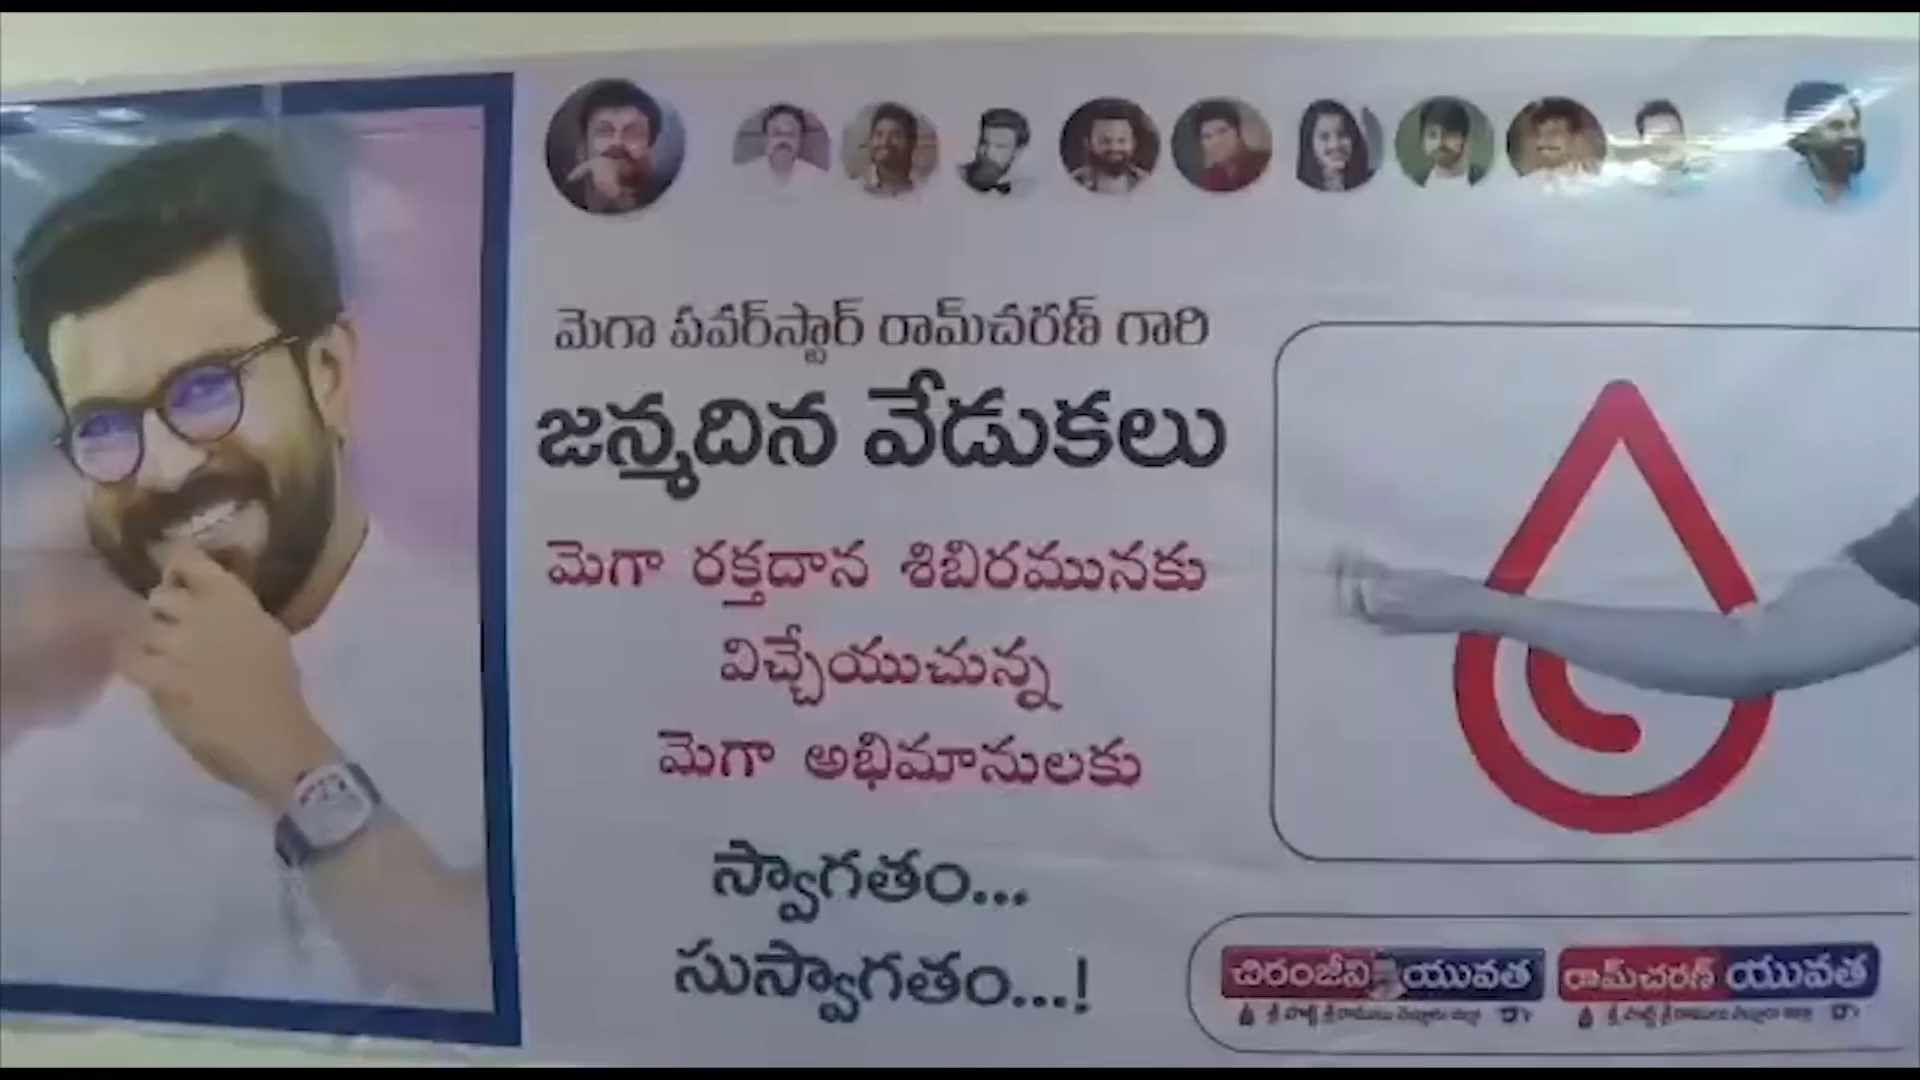 మెగా పవర్‌స్టార్ రామ్‌చరణ్ గారి
జన్మదిన వేడుకలు
మెగా రక్తదాన శిబిరమునకు
విచ్చేయుచున్న
మెగా అభిమానులకు
స్వాగతం...
సుస్వాగతం...!
చిరంజీవి యువత
రామ్‌చరణ్ యువత